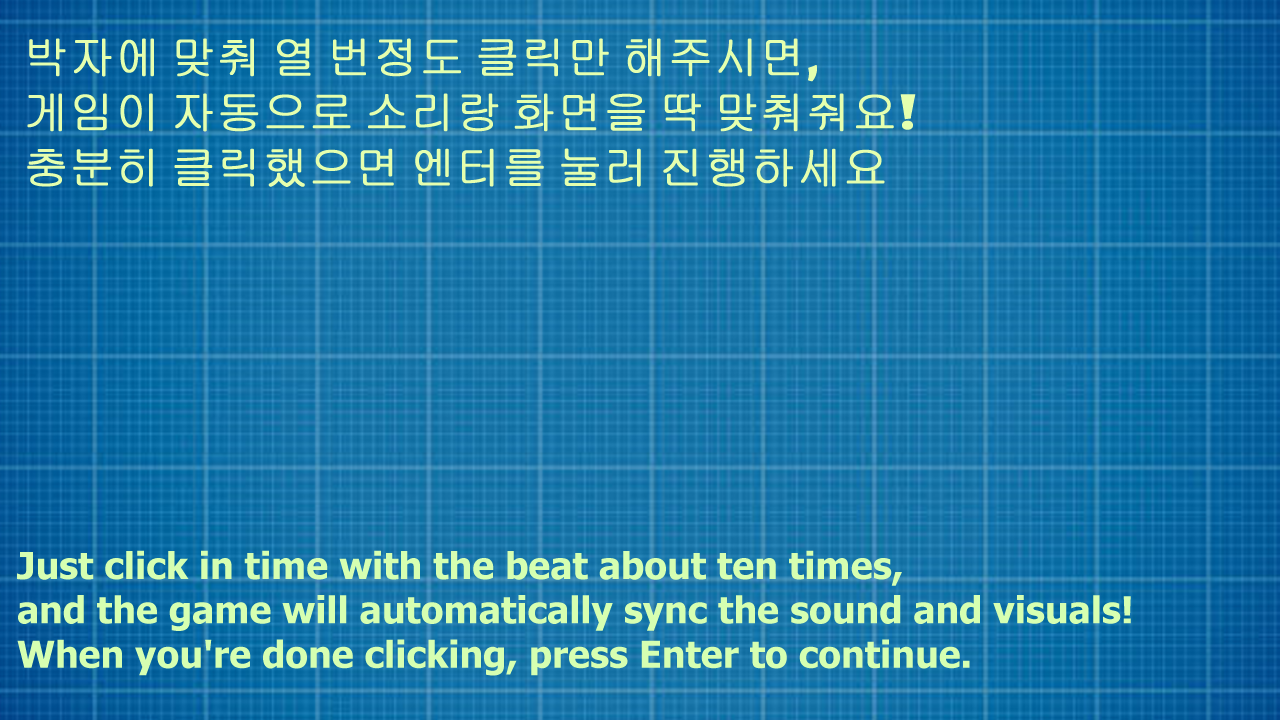 박자에 맞춰 열 번정도 클릭만 해주시면,
게임이 자동으로 소리랑 화면을 딱 맞춰줘요!
충분히 클릭했으면 엔터를 눌러 진행하세요
Just click in time with the beat about ten times,
and the game will automatically sync the sound and visuals!
When you're done clicking, press Enter to continue.